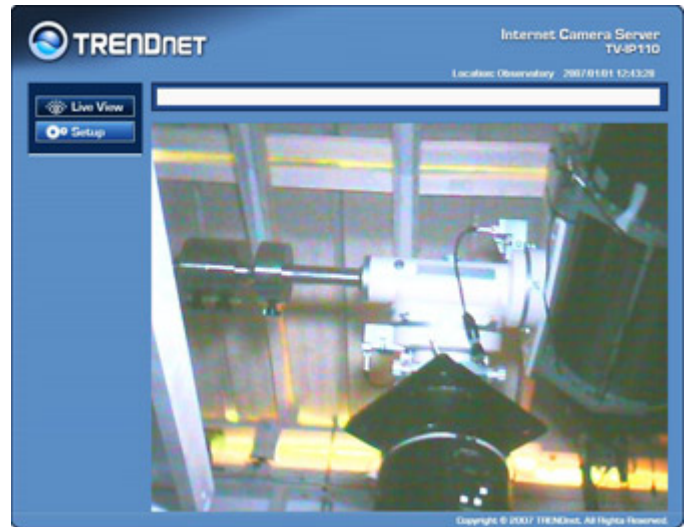 TRENDnet
Internet Camera Server
TV-IP110
Location: Observatory 2007/01/01 12:43:28
Live View
Setup
Copyright © 2007 TRENDnet. All Rights Reserved.